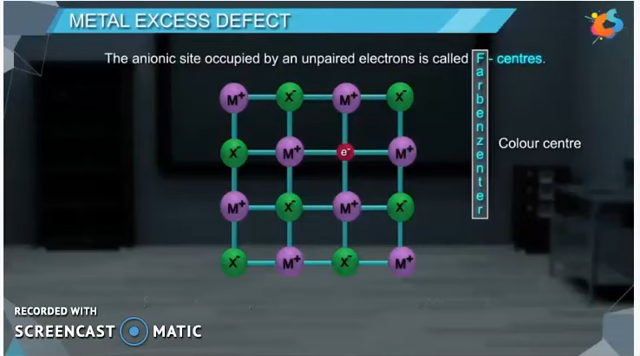 METAL EXCESS DEFECT
The anionic site occupied by an unpaired electrons is called F - centres.
Farbenzenter
Colour centre
M⁺ X⁻ M⁺ X⁻
X⁻ M⁺ e⁻ M⁺
M⁺ X⁻ M⁺ X⁻
X⁻ M⁺ X⁻ M⁺
RECORDED WITH
SCREENCAST MATIC